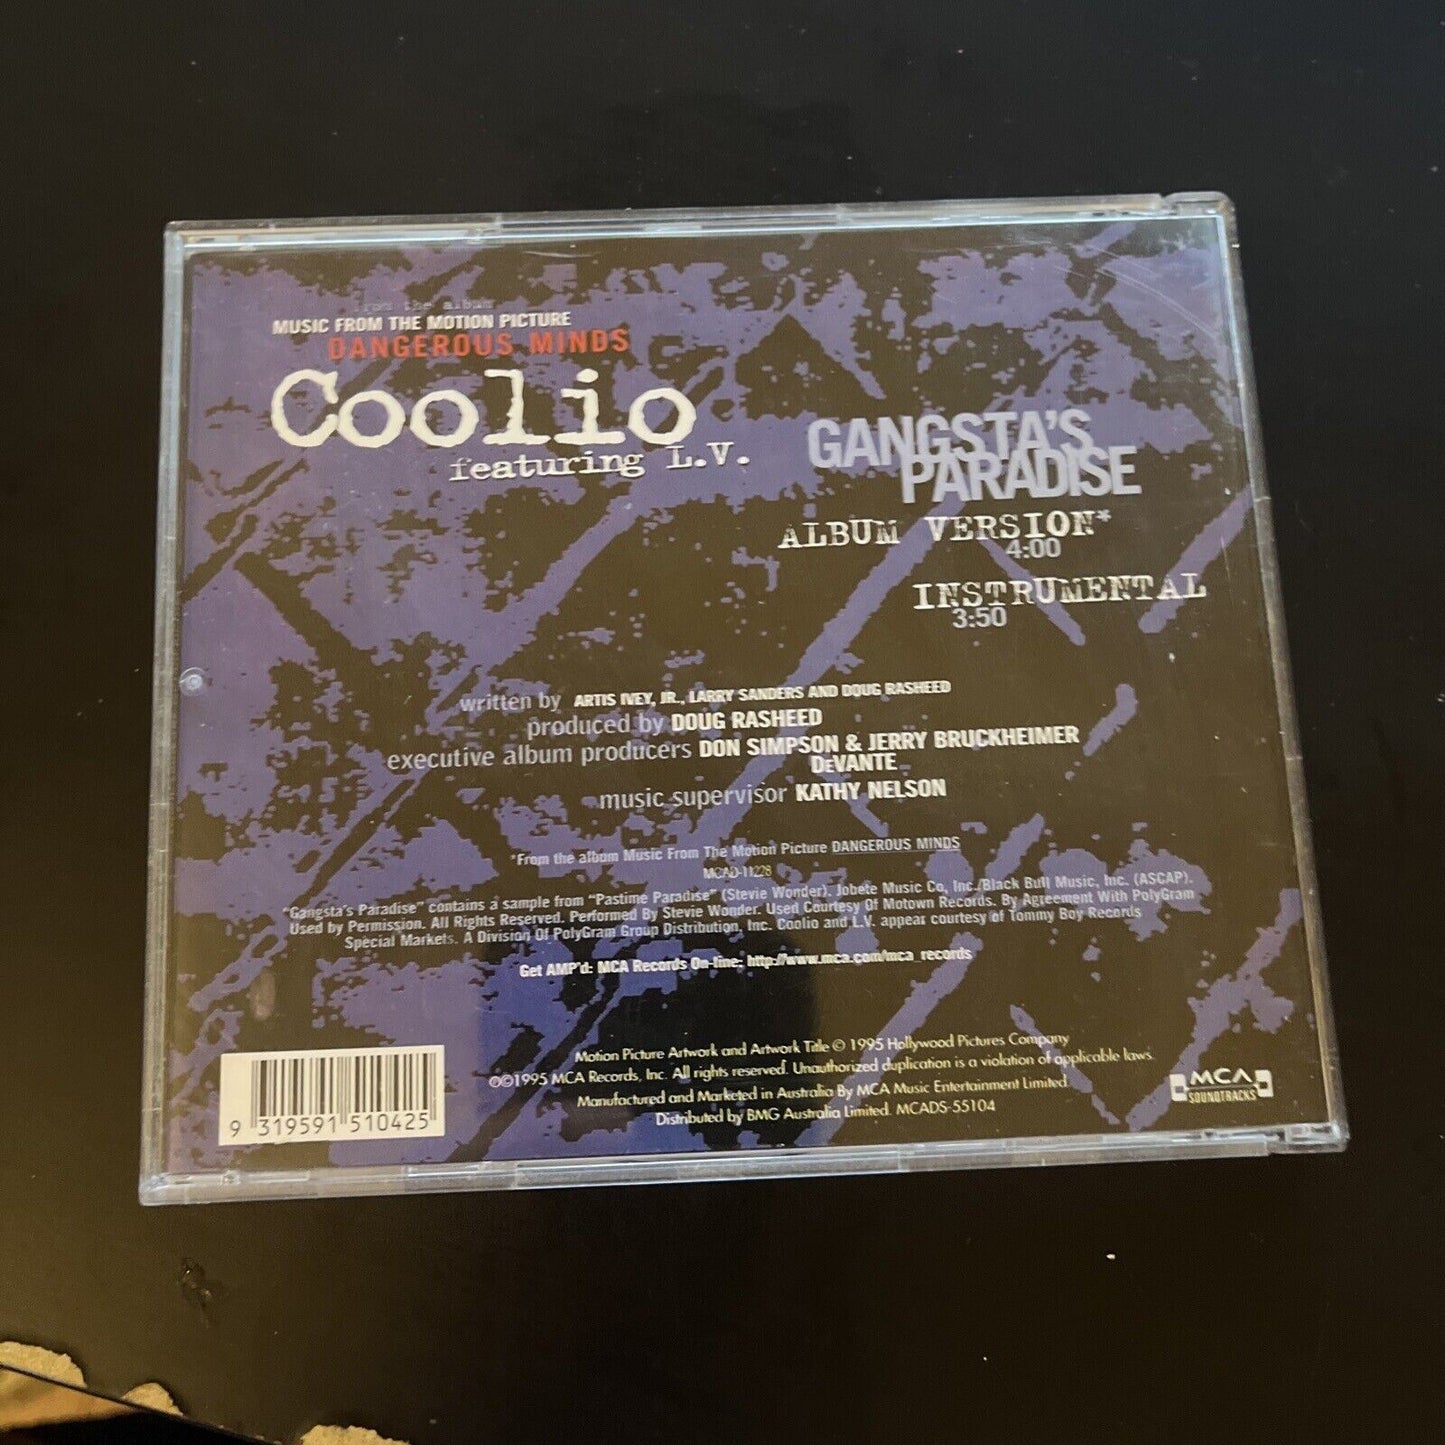 from the album
MUSIC FROM THE MOTION PICTURE
DANGEROUS MINDS
Coolio
featuring L.V.
GANGSTA'S
PARADISE
ALBUM VERSION*
4:00
INSTRUMENTAL
3:50
written by ARTIS IVEY, JR., LARRY SANDERS AND DOUG RASHEED
produced by DOUG RASHEED
executive album producers DON SIMPSON & JERRY BRUCKHEIMER
DeVANTE
music supervisor KATHY NELSON
*From the album Music From The Motion Picture DANGEROUS MINDS
MCAD-11228
"Gangsta's Paradise" contains a sample from "Pastime Paradise" (Stevie Wonder). Jobete Music Co, Inc./Black Bull Music, Inc. (ASCAP).
Used by Permission. All Rights Reserved. Performed By Stevie Wonder. Used Courtesy Of Motown Records. By Agreement With PolyGram
Special Markets. A Division Of PolyGram Group Distribution, Inc. Coolio and L.V. appear courtesy of Tommy Boy Records
Get AMP'd: MCA Records On-line: http://www.mca.com/mca_records
Motion Picture Artwork and Artwork Title © 1995 Hollywood Pictures Company
℗©1995 MCA Records, Inc. All rights reserved. Unauthorized duplication is a violation of applicable laws.
Manufactured and Marketed in Australia By MCA Music Entertainment Limited.
Distributed by BMG Australia Limited. MCADS-55104
MCA
SOUNDTRACKS
9 319591 510425